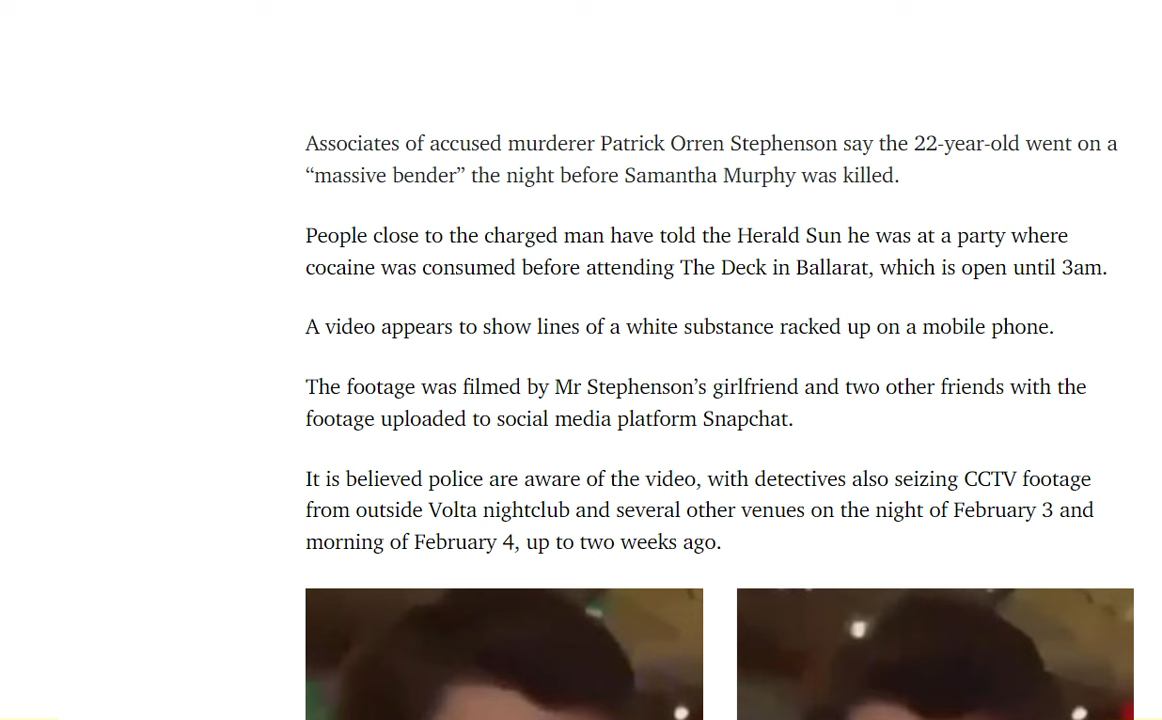 Associates of accused murderer Patrick Orren Stephenson say the 22-year-old went on a
“massive bender” the night before Samantha Murphy was killed.
People close to the charged man have told the Herald Sun he was at a party where
cocaine was consumed before attending The Deck in Ballarat, which is open until 3am.
A video appears to show lines of a white substance racked up on a mobile phone.
The footage was filmed by Mr Stephenson’s girlfriend and two other friends with the
footage uploaded to social media platform Snapchat.
It is believed police are aware of the video, with detectives also seizing CCTV footage
from outside Volta nightclub and several other venues on the night of February 3 and
morning of February 4, up to two weeks ago.